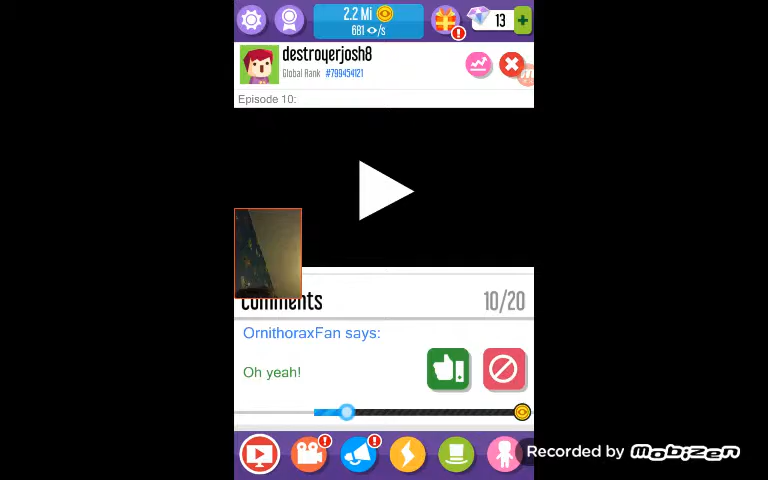 2.2 Mi
681 /s
13
destroyerjosh8
Global Rank #799454121
Episode 10:
Comments 10/20
OrnithoraxFan says:
Oh yeah!
Recorded by Mobizen